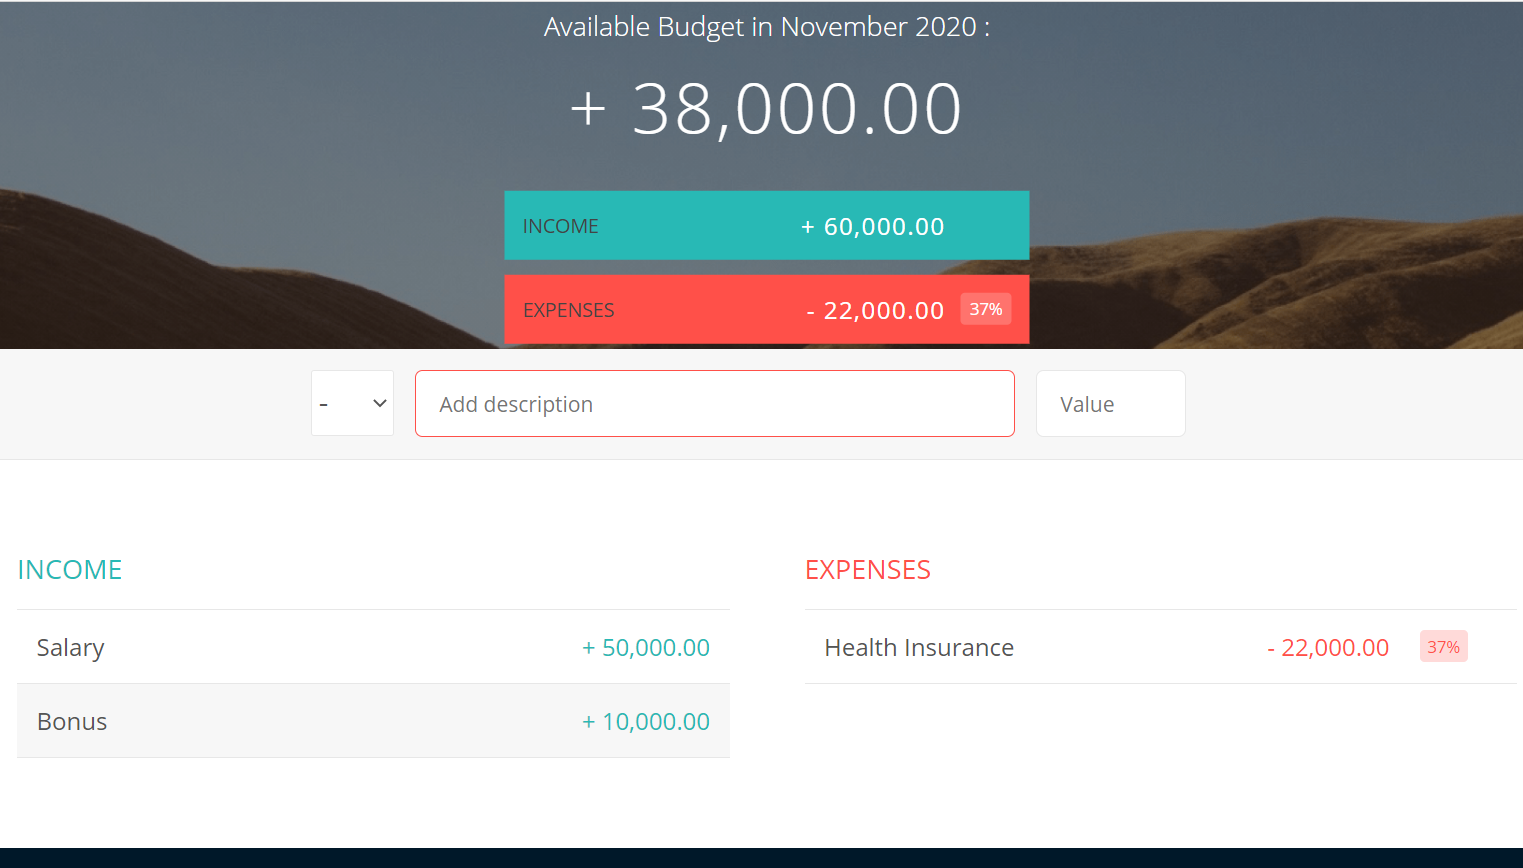 Available Budget in November 2020 :
+ 38,000.00
INCOME + 60,000.00
EXPENSES - 22,000.00 37%
- Add description Value
INCOME
Salary + 50,000.00
Bonus + 10,000.00
EXPENSES
Health Insurance - 22,000.00 37%